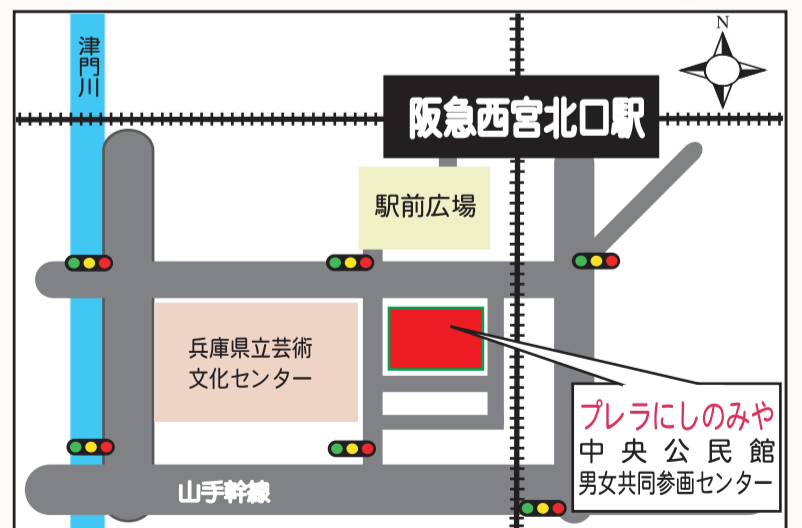 津門川
N
阪急西宮北口駅
駅前広場
兵庫県立芸術
文化センター
プレラにしのみや
中央公民館
男女共同参画センター
山手幹線